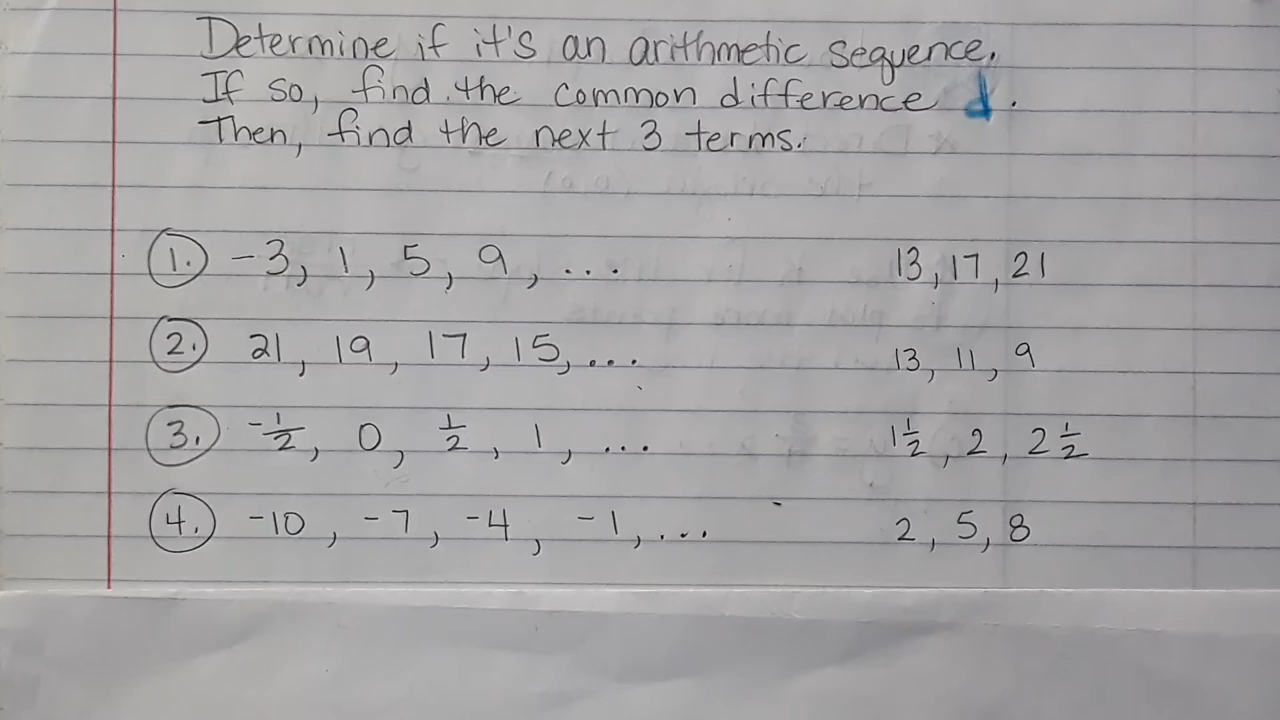 Determine if it's an arithmetic sequence.
If so, find the common difference d.
Then, find the next 3 terms.
1. -3, 1, 5, 9, ... 13, 17, 21
2. 21, 19, 17, 15, ... 13, 11, 9
3. -1/2, 0, 1/2, 1, ... 1 1/2, 2, 2 1/2
4. -10, -7, -4, -1, ... 2, 5, 8